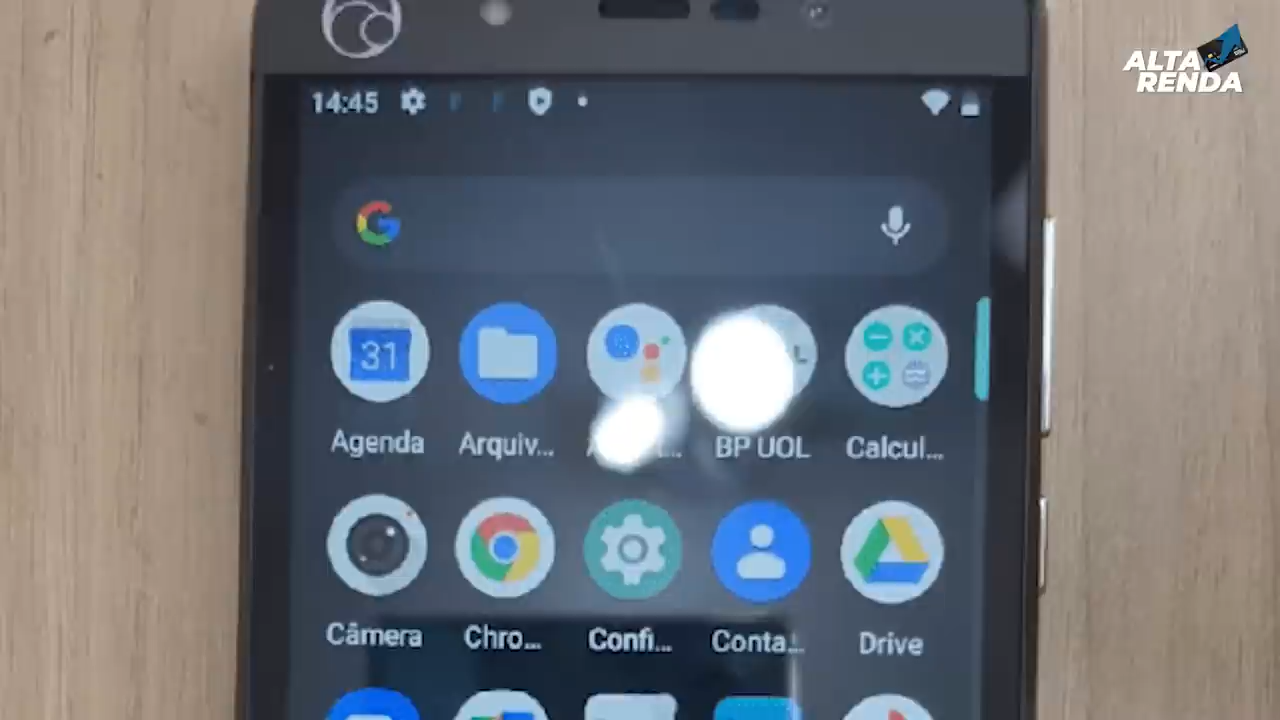 ALTA
RENDA
14:45
31
Agenda
Arquiv...
BP UOL
Calcul...
Câmera
Chro...
Confi...
Conta...
Drive